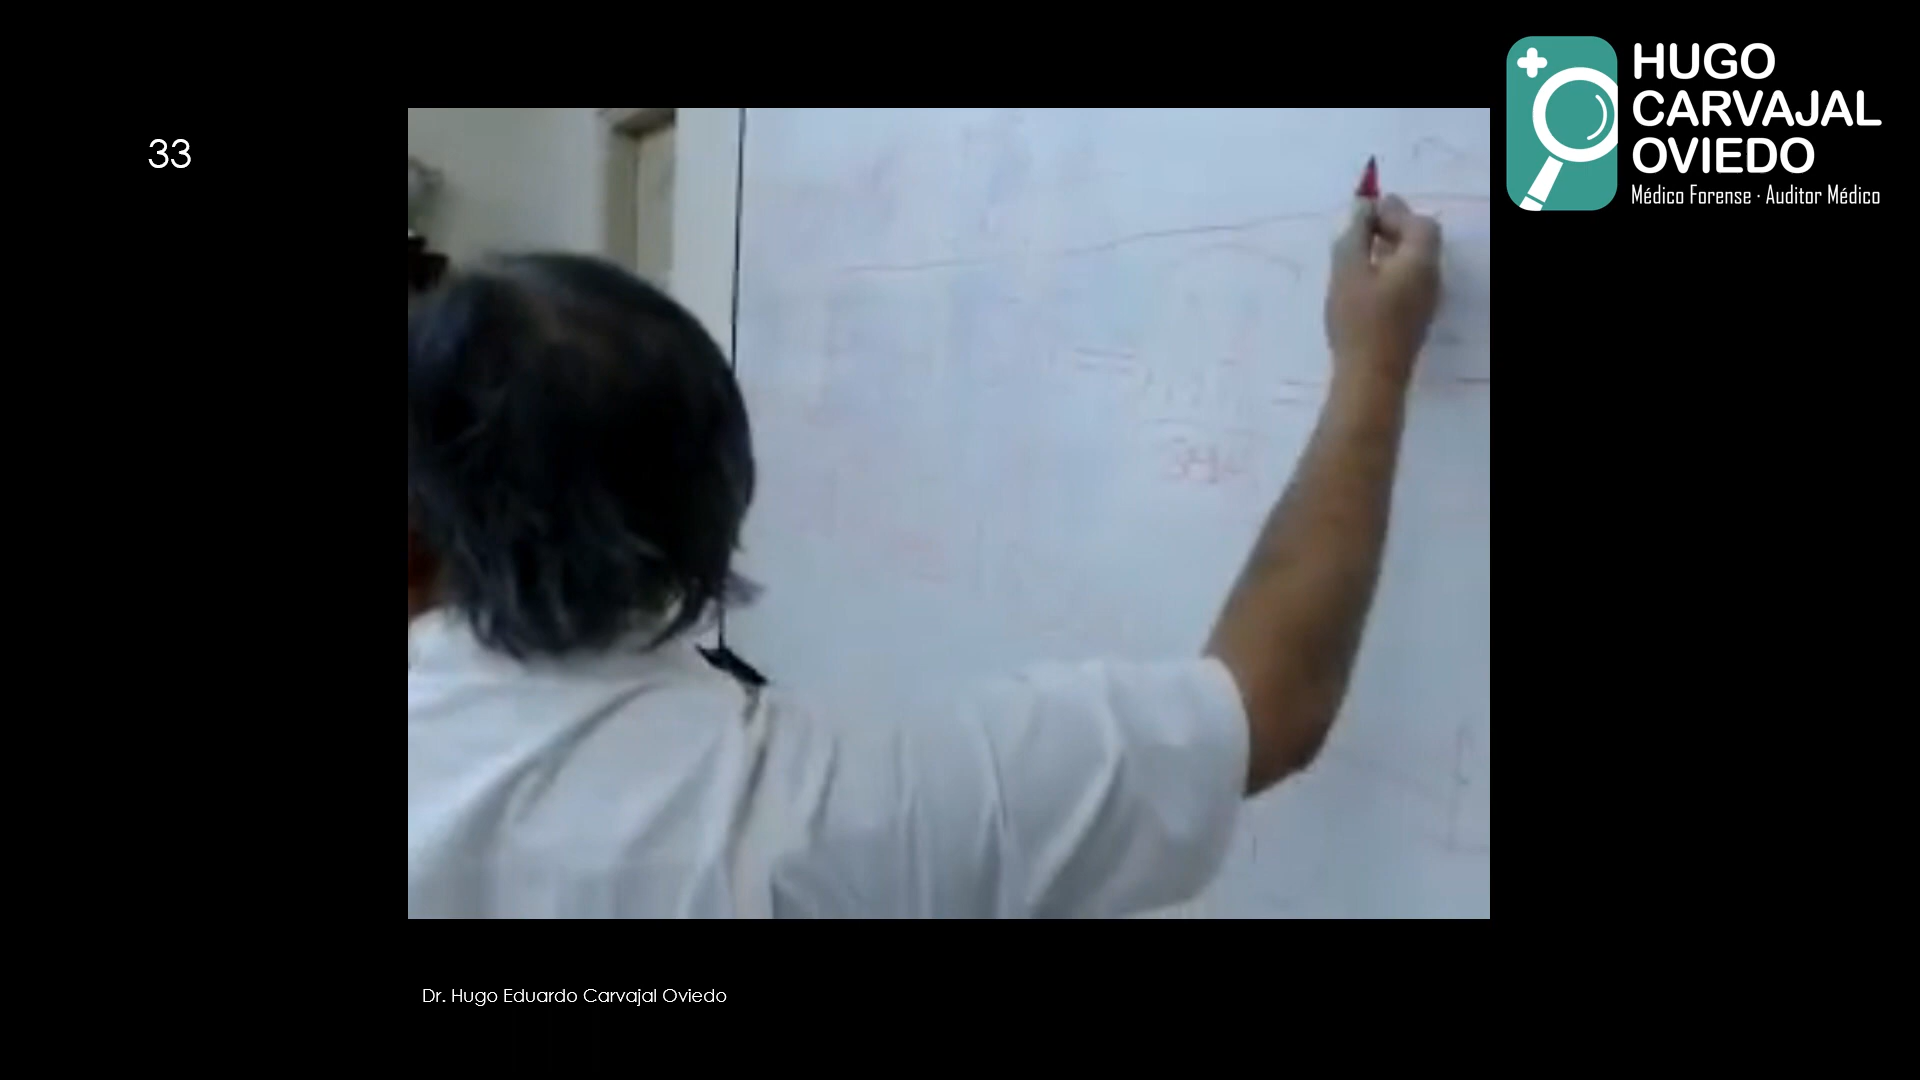 33
HUGO
CARVAJAL
OVIEDO
Médico Forense · Auditor Médico
Dr. Hugo Eduardo Carvajal Oviedo